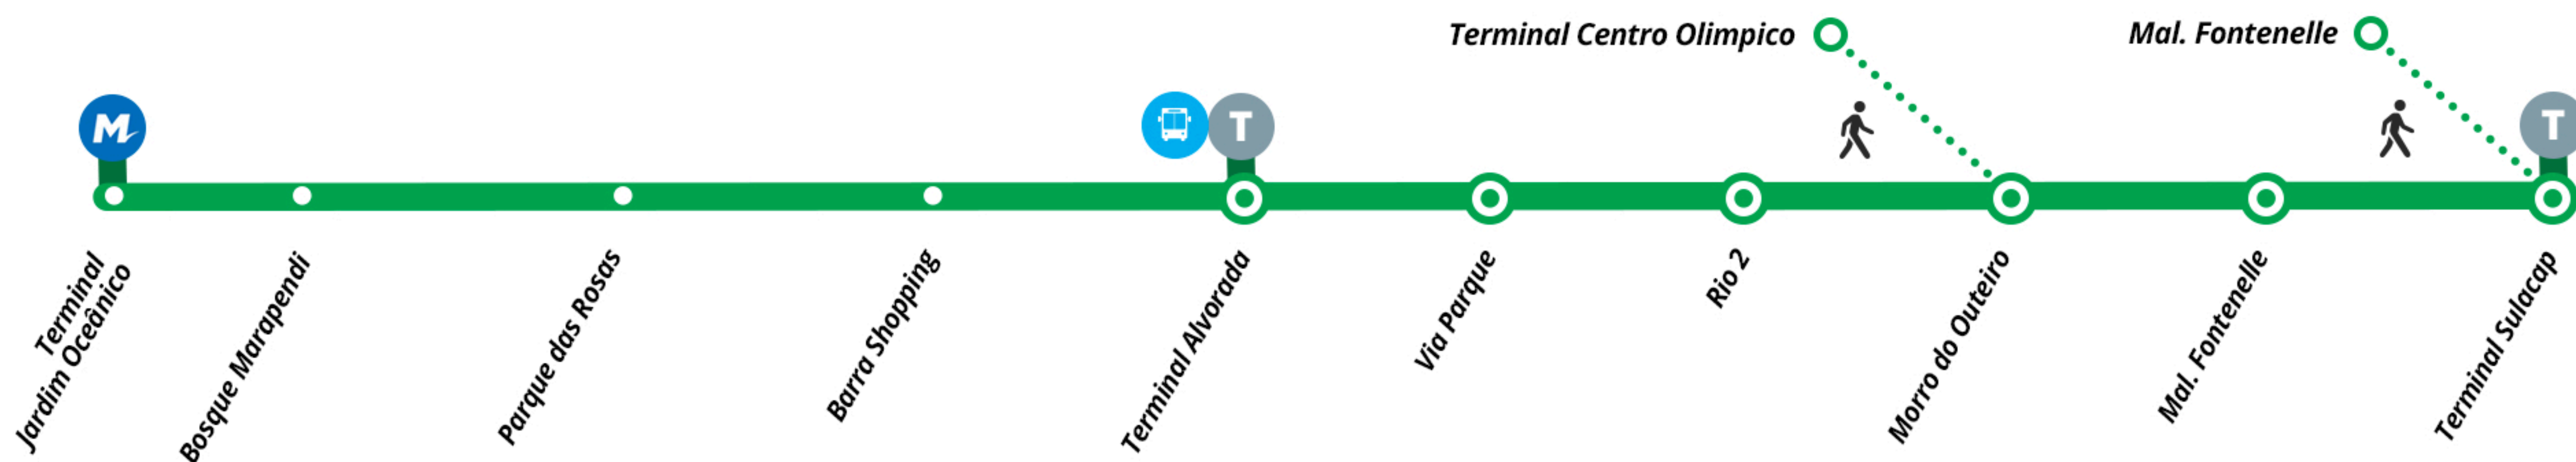 Terminal Centro Olimpico
Mal. Fontenelle
M
T
T
Terminal
Jardim Oceânico
Bosque Marapendi
Parque das Rosas
Barra Shopping
Terminal Alvorada
Via Parque
Rio 2
Morro do Outeiro
Mal. Fontenelle
Terminal Sulacap